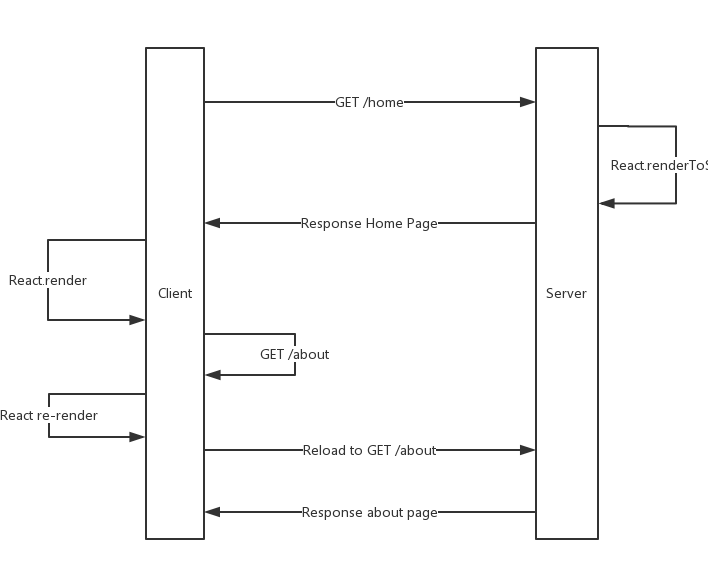 GET /home
React.renderToS
Response Home Page
React.render
Client
Server
GET /about
React re-render
Reload to GET /about
Response about page